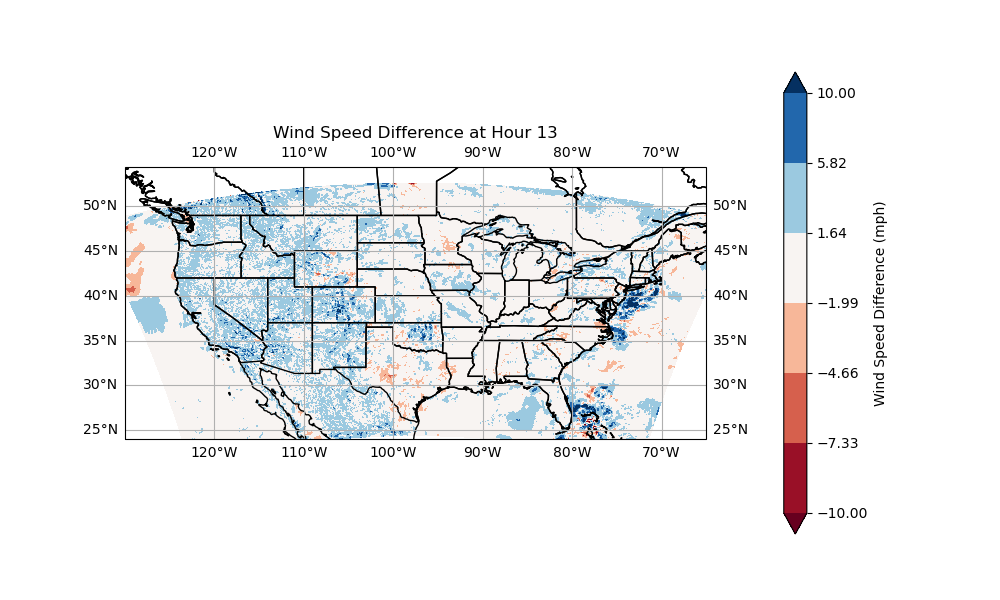 Wind Speed Difference at Hour 13
120°W 110°W 100°W 90°W 80°W 70°W
50°N 50°N
45°N 45°N
40°N 40°N
35°N 35°N
30°N 30°N
25°N 25°N
120°W 110°W 100°W 90°W 80°W 70°W
10.00
5.82
1.64
−1.99
−4.66
−7.33
−10.00
Wind Speed Difference (mph)